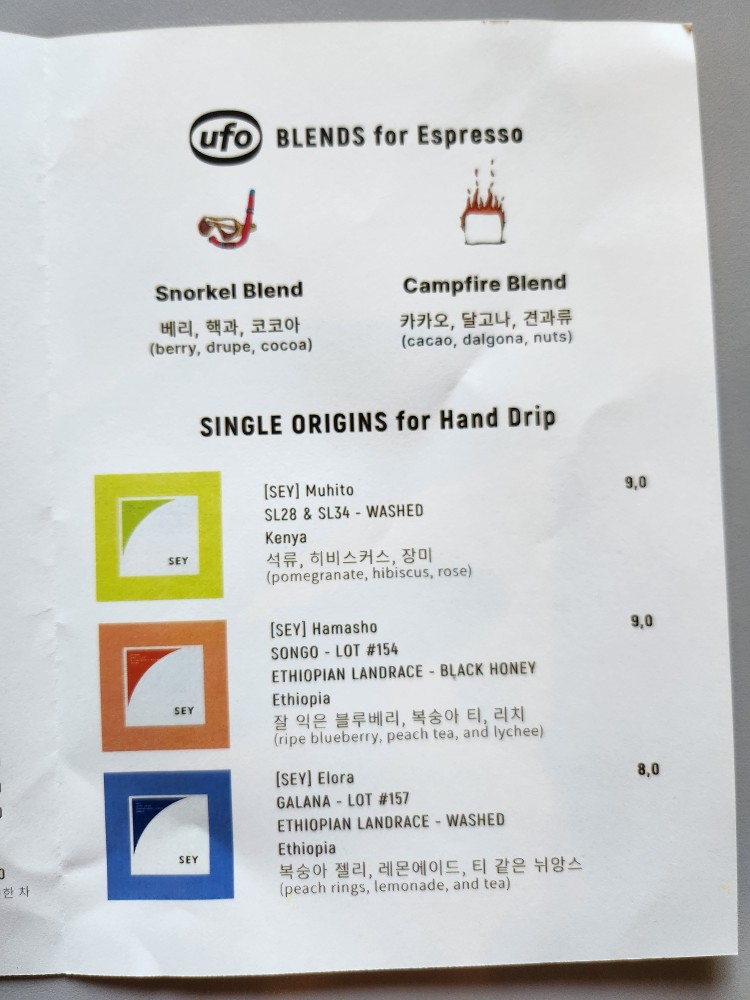 ufo BLENDS for Espresso
Snorkel Blend
베리, 핵과, 코코아
(berry, drupe, cocoa)
Campfire Blend
카카오, 달고나, 견과류
(cacao, dalgona, nuts)
SINGLE ORIGINS for Hand Drip
SEY
[SEY] Muhito 9,0
SL28 & SL34 - WASHED
Kenya
석류, 히비스커스, 장미
(pomegranate, hibiscus, rose)
SEY
[SEY] Hamasho 9,0
SONGO - LOT #154
ETHIOPIAN LANDRACE - BLACK HONEY
Ethiopia
잘 익은 블루베리, 복숭아 티, 리치
(ripe blueberry, peach tea, and lychee)
SEY
[SEY] Elora 8,0
GALANA - LOT #157
ETHIOPIAN LANDRACE - WASHED
Ethiopia
복숭아 젤리, 레몬에이드, 티 같은 뉘앙스
(peach rings, lemonade, and tea)
한 차